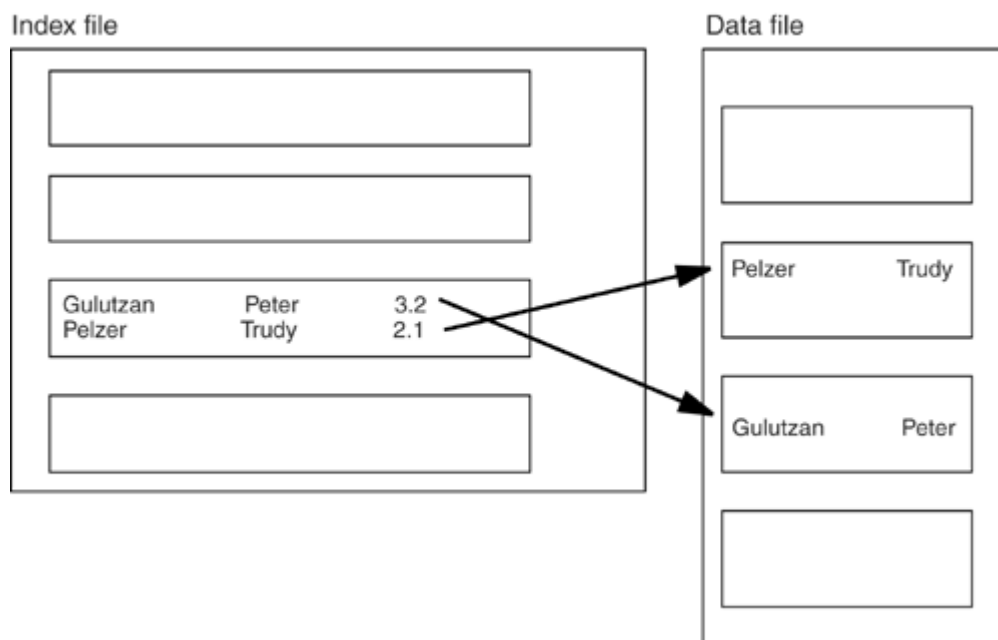 Index file
Data file
Gulutzan Peter 3.2
Pelzer Trudy 2.1
Pelzer Trudy
Gulutzan Peter